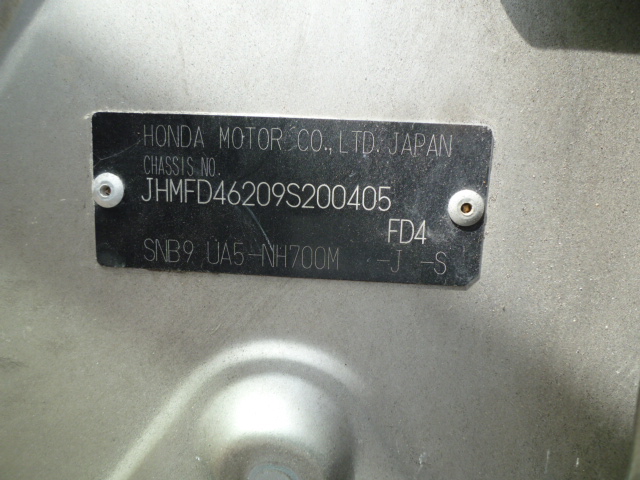 HONDA MOTOR CO.,LTD.JAPAN
CHASSIS NO.
JHMFD46209S200405
FD4
SNB9 UA5-NH700M -J -S